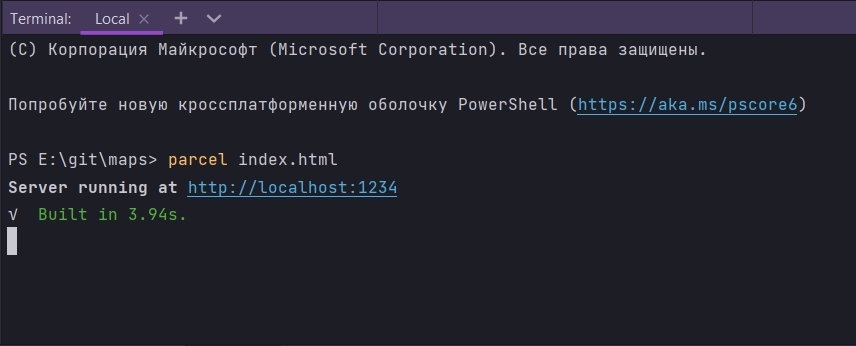 Terminal: Local × + ⌄
(C) Корпорация Майкрософт (Microsoft Corporation). Все права защищены.
Попробуйте новую кроссплатформенную оболочку PowerShell (https://aka.ms/pscore6)
PS E:\git\maps> parcel index.html
Server running at http://localhost:1234
√ Built in 3.94s.